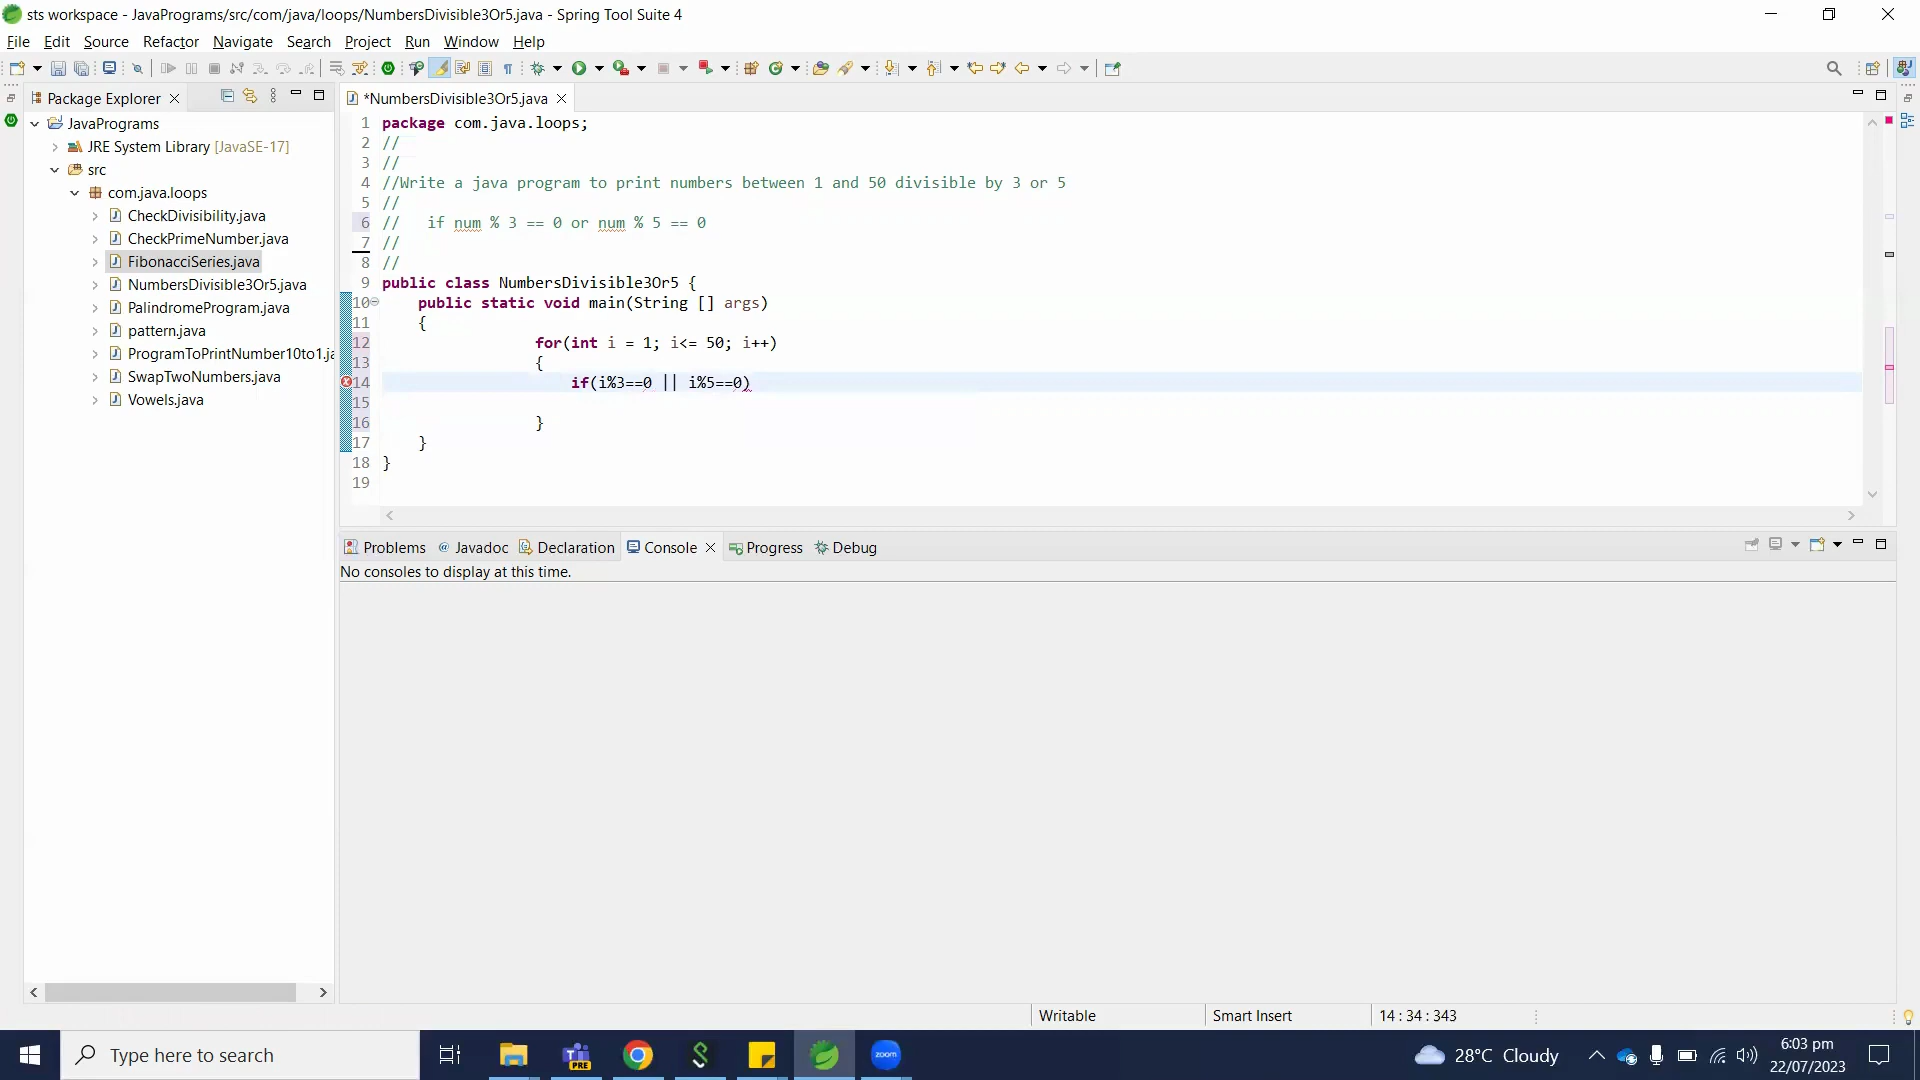 sts workspace - JavaPrograms/src/com/java/loops/NumbersDivisible3Or5.java - Spring Tool Suite 4
File Edit Source Refactor Navigate Search Project Run Window Help
Package Explorer
JavaPrograms
JRE System Library [JavaSE-17]
src
com.java.loops
CheckDivisibility.java
CheckPrimeNumber.java
FibonacciSeries.java
NumbersDivisible3Or5.java
PalindromeProgram.java
pattern.java
ProgramToPrintNumber10to1.ja
SwapTwoNumbers.java
Vowels.java
*NumbersDivisible3Or5.java
1 package com.java.loops;
2 //
3 //
4 //Write a java program to print numbers between 1 and 50 divisible by 3 or 5
5 //
6 //   if num % 3 == 0 or num % 5 == 0
7 //
8 //
9 public class NumbersDivisible3Or5 {
10     public static void main(String [] args)
11     {
12                  for(int i = 1; i<= 50; i++)
13                  {
14                      if(i%3==0 || i%5==0)
15
16                  }
17     }
18 }
19
Problems Javadoc Declaration Console Progress Debug
No consoles to display at this time.
Writable Smart Insert 14 : 34 : 343
Type here to search
PRE
zoom
28°C Cloudy
6:03 pm
22/07/2023